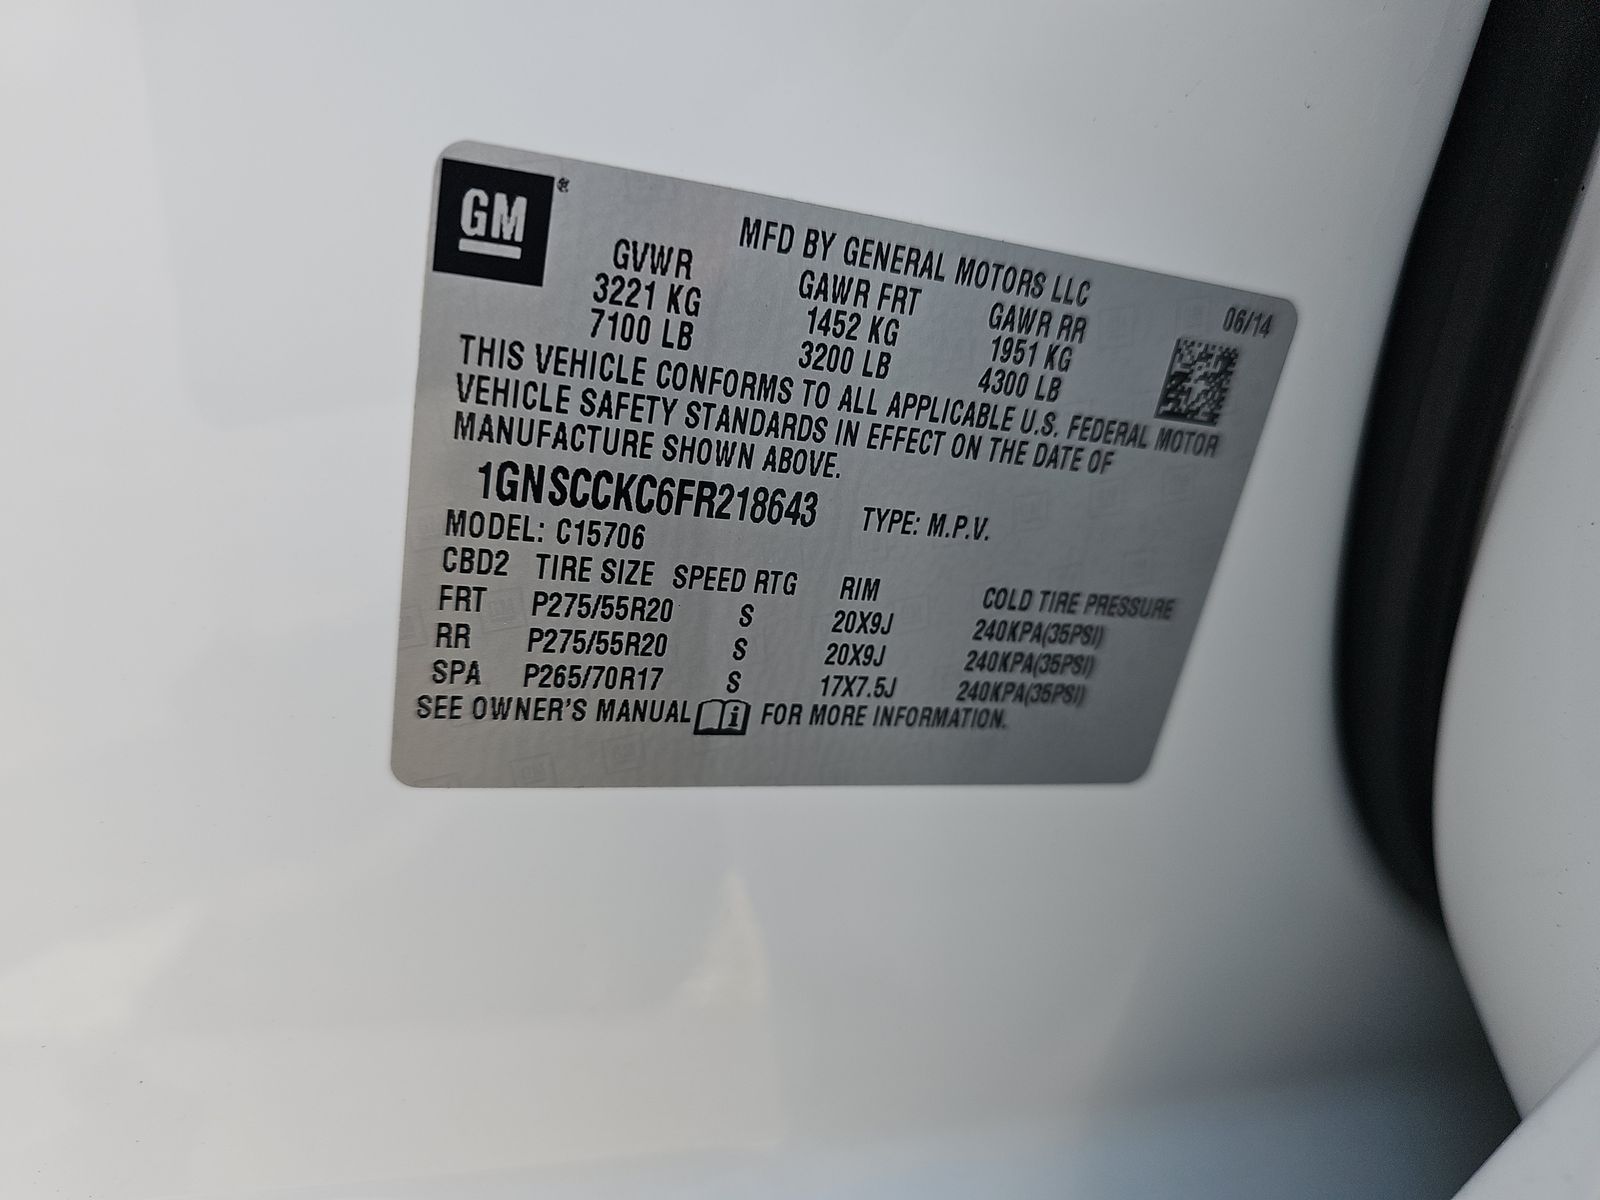 GM®
MFD BY GENERAL MOTORS LLC
GVWR GAWR FRT GAWR RR 06/14
3221 KG 1452 KG 1951 KG
7100 LB 3200 LB 4300 LB
THIS VEHICLE CONFORMS TO ALL APPLICABLE U.S. FEDERAL MOTOR
VEHICLE SAFETY STANDARDS IN EFFECT ON THE DATE OF
MANUFACTURE SHOWN ABOVE.
1GNSCCKC6FR218643 TYPE: M.P.V.
MODEL: C15706
CBD2 TIRE SIZE SPEED RTG RIM COLD TIRE PRESSURE
FRT P275/55R20 S 20X9J 240KPA(35PSI)
RR P275/55R20 S 20X9J 240KPA(35PSI)
SPA P265/70R17 S 17X7.5J 240KPA(35PSI)
SEE OWNER'S MANUAL i FOR MORE INFORMATION.